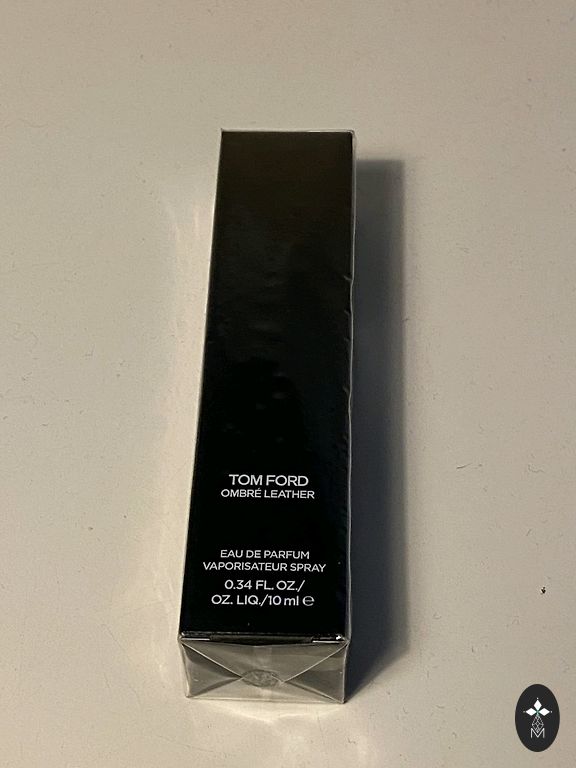 TOM FORD
OMBRÉ LEATHER
EAU DE PARFUM
VAPORISATEUR SPRAY
0.34 FL. OZ./
OZ. LIQ./10 ml ℮
M